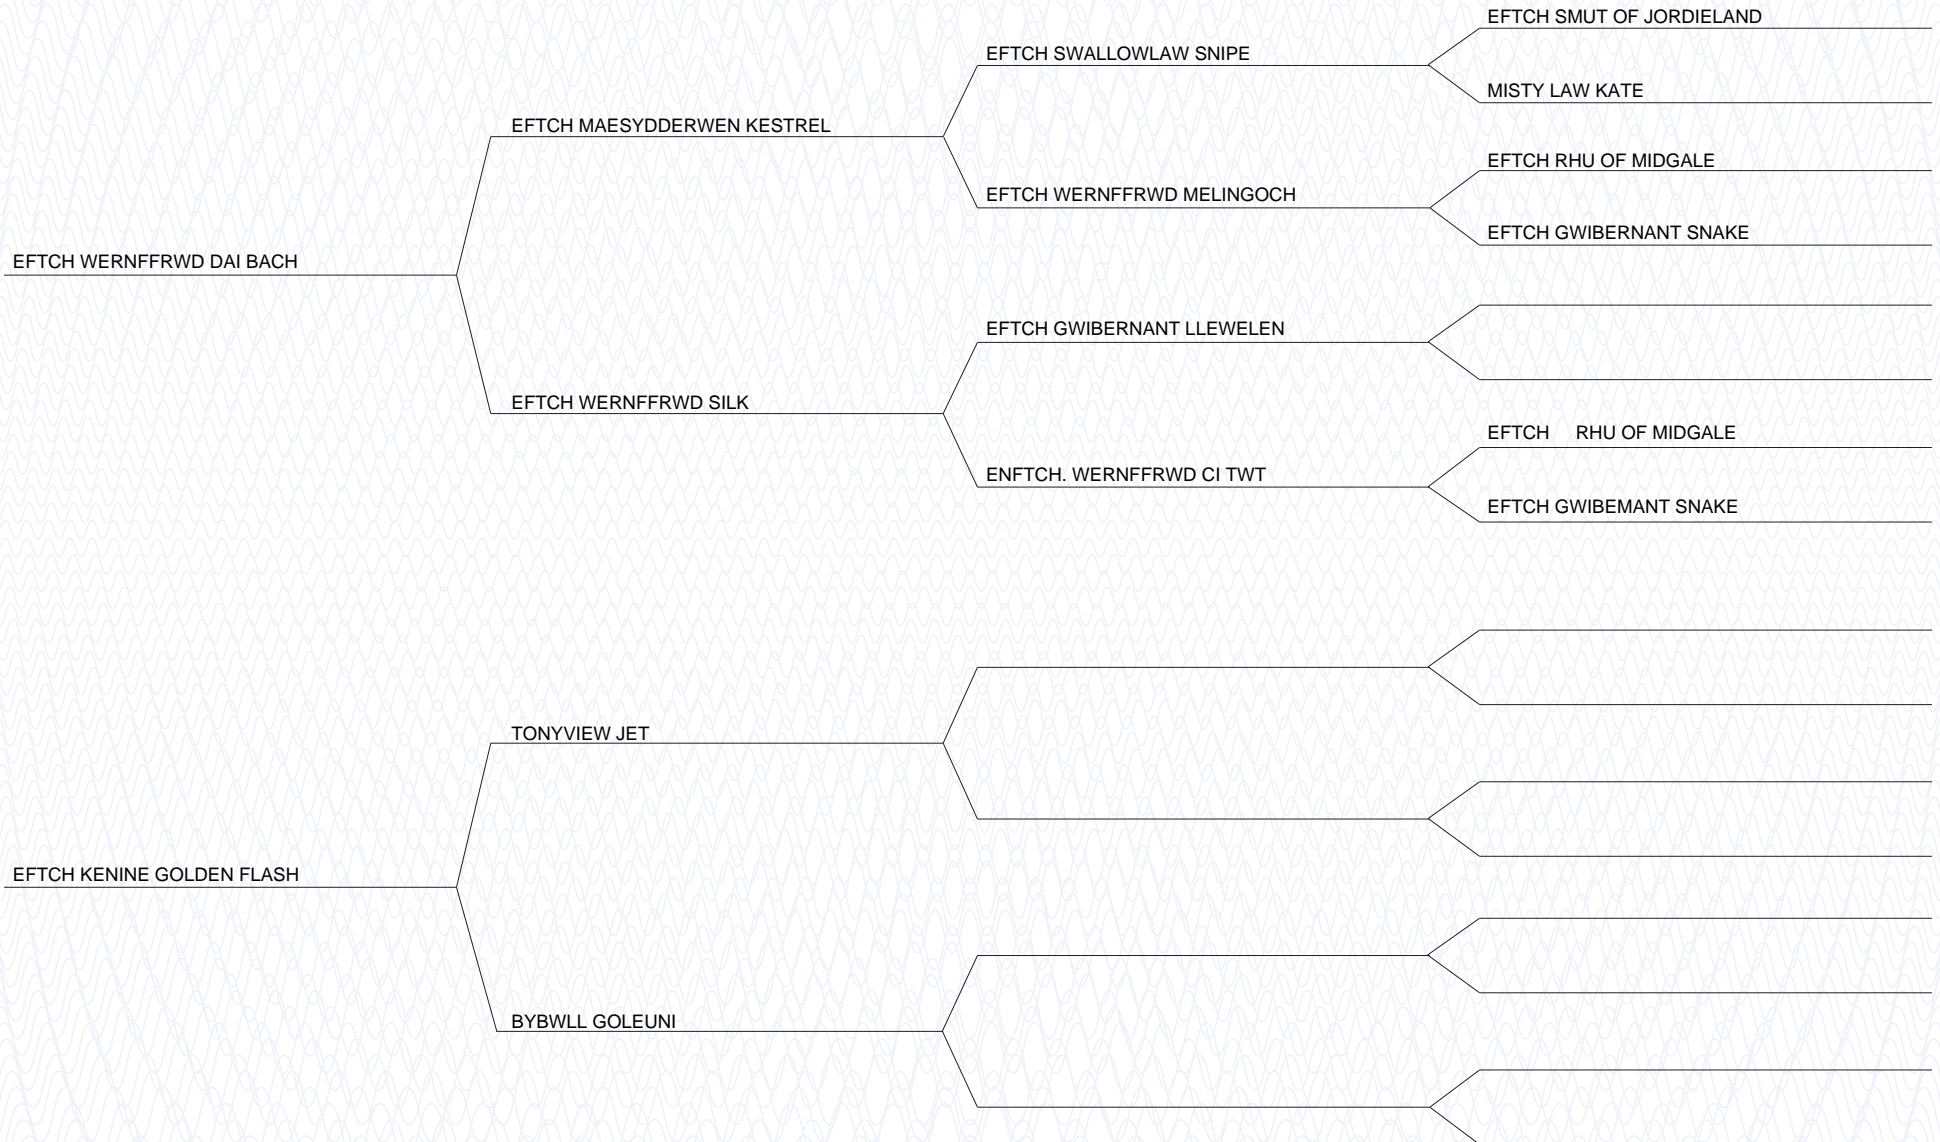 EFTCH SMUT OF JORDIELAND
EFTCH SWALLOWLAW SNIPE
MISTY LAW KATE
EFTCH MAESYDDERWEN KESTREL
EFTCH RHU OF MIDGALE
EFTCH WERNFFRWD MELINGOCH
EFTCH GWIBERNANT SNAKE
EFTCH WERNFFRWD DAI BACH
EFTCH GWIBERNANT LLEWELEN
EFTCH WERNFFRWD SILK
EFTCH RHU OF MIDGALE
ENFTCH. WERNFFRWD CI TWT
EFTCH GWIBEMANT SNAKE
TONYVIEW JET
EFTCH KENINE GOLDEN FLASH
BYBWLL GOLEUNI